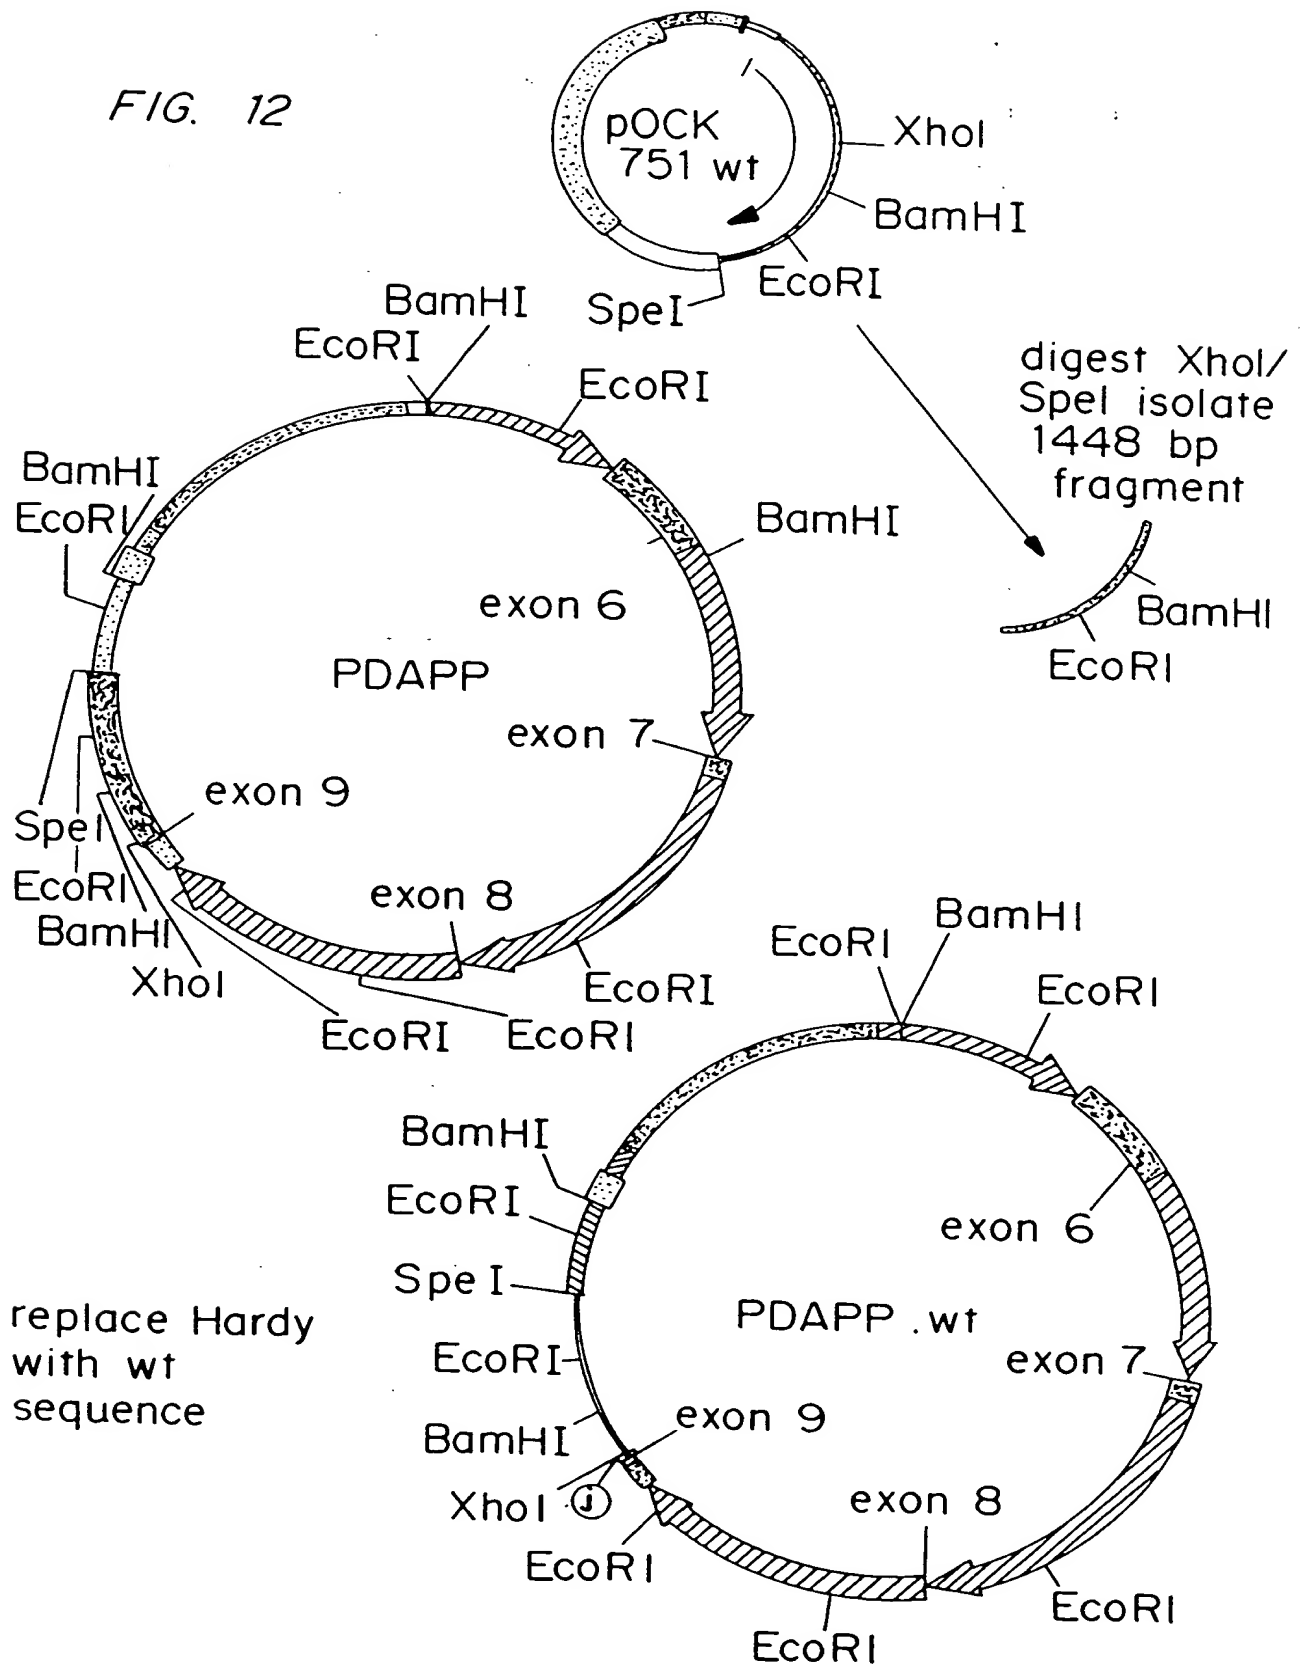 FIG. 12
pOCK
751 wt
XhoI
BamHI
EcoRI
SpeI
BamHI
EcoRI
EcoRI
digest XhoI/
SpeI isolate
1448 bp
fragment
BamHI
EcoRI
BamHI
EcoRI
BamHI
exon 6
PDAPP
exon 7
exon 9
SpeI
EcoRI
BamHI
XhoI
exon 8
EcoRI
EcoRI
EcoRI
BamHI
EcoRI
EcoRI
BamHI
EcoRI
SpeI
exon 6
replace Hardy
with wt
sequence
PDAPP.wt
EcoRI
exon 7
BamHI
exon 9
XhoI
j
exon 8
EcoRI
EcoRI
EcoRI